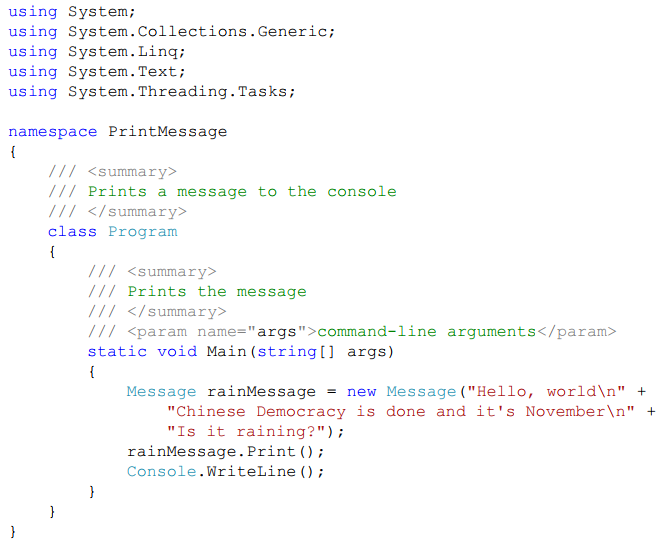 using System;
using System.Collections.Generic;
using System.Linq;
using System.Text;
using System.Threading.Tasks;

namespace PrintMessage
{
    /// <summary>
    /// Prints a message to the console
    /// </summary>
    class Program
    {
        /// <summary>
        /// Prints the message
        /// </summary>
        /// <param name="args">command-line arguments</param>
        static void Main(string[] args)
        {
            Message rainMessage = new Message("Hello, world\n" +
                "Chinese Democracy is done and it's November\n" +
                "Is it raining?");
            rainMessage.Print();
            Console.WriteLine();
        }
    }
}